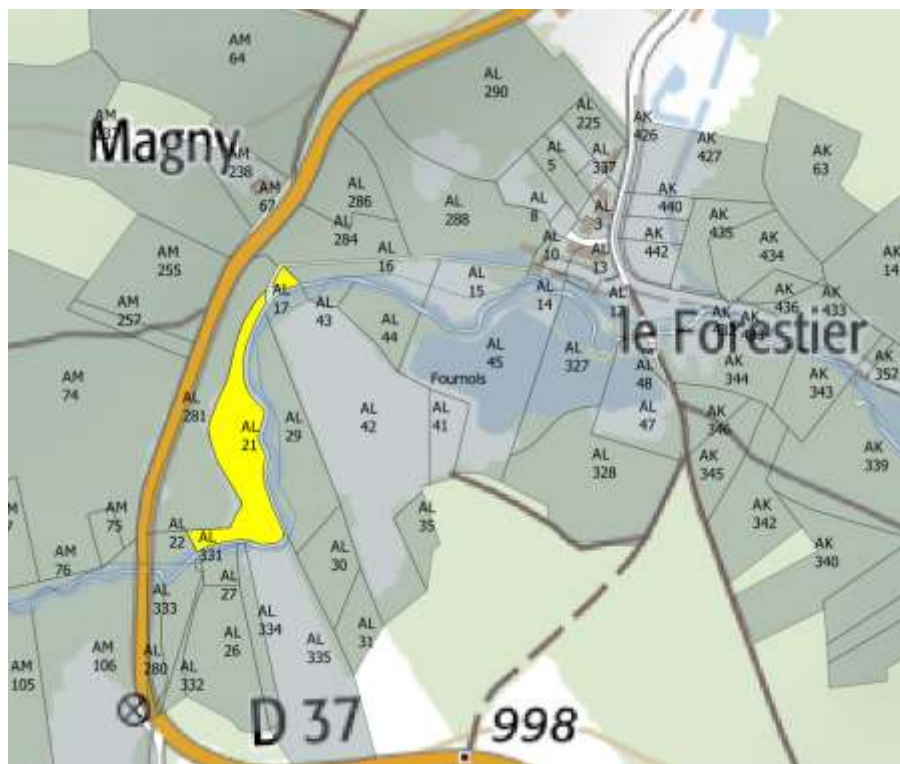 AM
64
AL
290
AL
225
AK
426
AK
427
AK
63
AM
Magny
AM
238
AL
5
AL
337
AM
67
AL
286
AL
288
AL
8
AL
3
AK
440
AL
284
AK
435
AK
434
AM
255
AL
16
AL
10
AL
13
AK
442
AK
14
AL
17
AL
43
AL
15
AL
14
AL
12
AK
436
AK
433
AM
257
AL
44
AL
45
AL
327
le Forestier
AK
344
AK
343
AK
352
AM
74
Fournols
AL
48
AL
281
AL
21
AL
29
AL
42
AL
41
AL
47
AK
346
AK
345
AK
339
AL
328
AM
75
AL
22
AL
331
AL
35
AK
342
AM
76
AL
30
AK
340
AL
27
AL
333
AL
334
AL
26
AL
335
AL
31
AM
106
AM
105
AL
280
AL
332
D 37
998